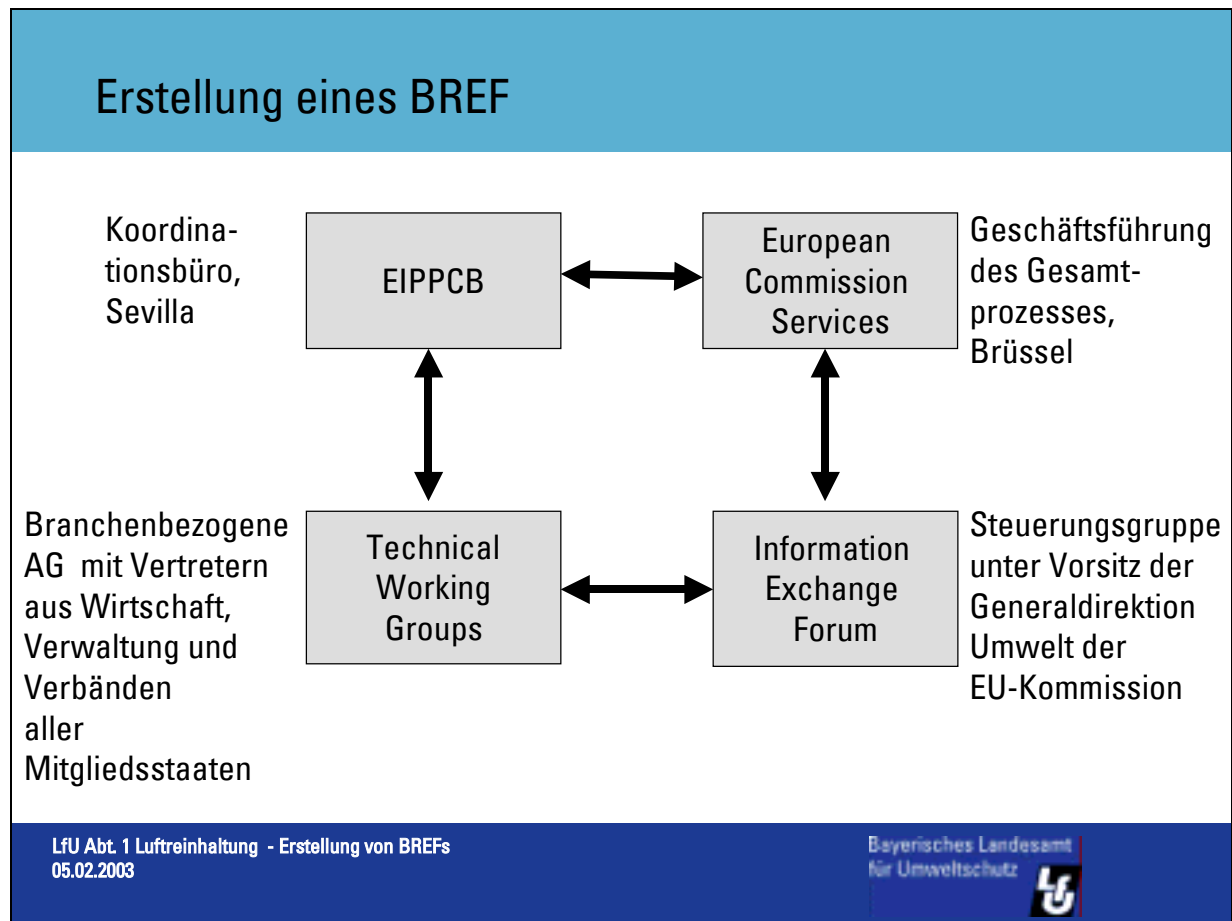 Erstellung eines BREF
Koordina-
tionsbüro,
Sevilla
EIPPCB
European
Commission
Services
Geschäftsführung
des Gesamt-
prozesses,
Brüssel
Branchenbezogene
AG  mit Vertretern
aus Wirtschaft,
Verwaltung und
Verbänden
aller
Mitgliedsstaaten
Technical
Working
Groups
Information
Exchange
Forum
Steuerungsgruppe
unter Vorsitz der
Generaldirektion
Umwelt der
EU-Kommission
LfU Abt. 1 Luftreinhaltung  - Erstellung von BREFs
05.02.2003
Bayerisches Landesamt
für Umweltschutz
LfU